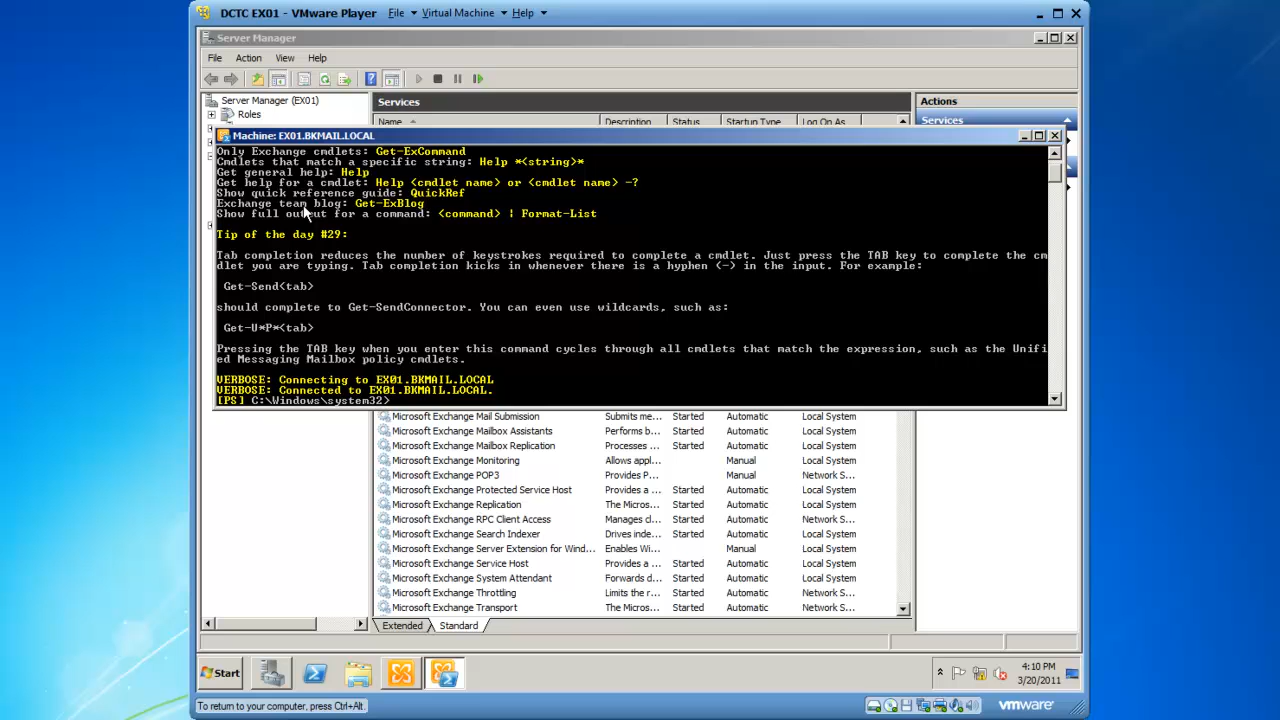 DCTC EX01 - VMware Player File Virtual Machine Help
Server Manager
File Action View Help
Server Manager (EX01)
Roles
Services
Name Description Status Startup Type Log On As
Actions
Services
Machine: EX01.BKMAIL.LOCAL
Only Exchange cmdlets: Get-ExCommand
Cmdlets that match a specific string: Help *<string>*
Get general help: Help
Get help for a cmdlet: Help <cmdlet name> or <cmdlet name> -?
Show quick reference guide: QuickRef
Exchange team blog: Get-ExBlog
Show full output for a command: <command> | Format-List
Tip of the day #29:
Tab completion reduces the number of keystrokes required to complete a cmdlet. Just press the TAB key to complete the cm
dlet you are typing. Tab completion kicks in whenever there is a hyphen (-) in the input. For example:
Get-Send<tab>
should complete to Get-SendConnector. You can even use wildcards, such as:
Get-U*P*<tab>
Pressing the TAB key when you enter this command cycles through all cmdlets that match the expression, such as the Unifi
ed Messaging Mailbox policy cmdlets.
VERBOSE: Connecting to EX01.BKMAIL.LOCAL
VERBOSE: Connected to EX01.BKMAIL.LOCAL.
[PS] C:\Windows\system32>
Microsoft Exchange Mail Submission Submits me... Started Automatic Local System
Microsoft Exchange Mailbox Assistants Performs b... Started Automatic Local System
Microsoft Exchange Mailbox Replication Processes ... Started Automatic Local System
Microsoft Exchange Monitoring Allows appl... Manual Local System
Microsoft Exchange POP3 Provides P... Manual Network S...
Microsoft Exchange Protected Service Host Provides a ... Started Automatic Local System
Microsoft Exchange Replication The Micros... Started Automatic Local System
Microsoft Exchange RPC Client Access Manages cl... Started Automatic Network S...
Microsoft Exchange Search Indexer Drives inde... Started Automatic Local System
Microsoft Exchange Server Extension for Wind... Enables Wi... Manual Local System
Microsoft Exchange Service Host Provides a ... Started Automatic Local System
Microsoft Exchange System Attendant Forwards d... Started Automatic Local System
Microsoft Exchange Throttling Limits the r... Started Automatic Network S...
Microsoft Exchange Transport The Micros... Started Automatic Network S...
Extended Standard
Start
4:10 PM
3/20/2011
To return to your computer, press Ctrl+Alt.
vmware